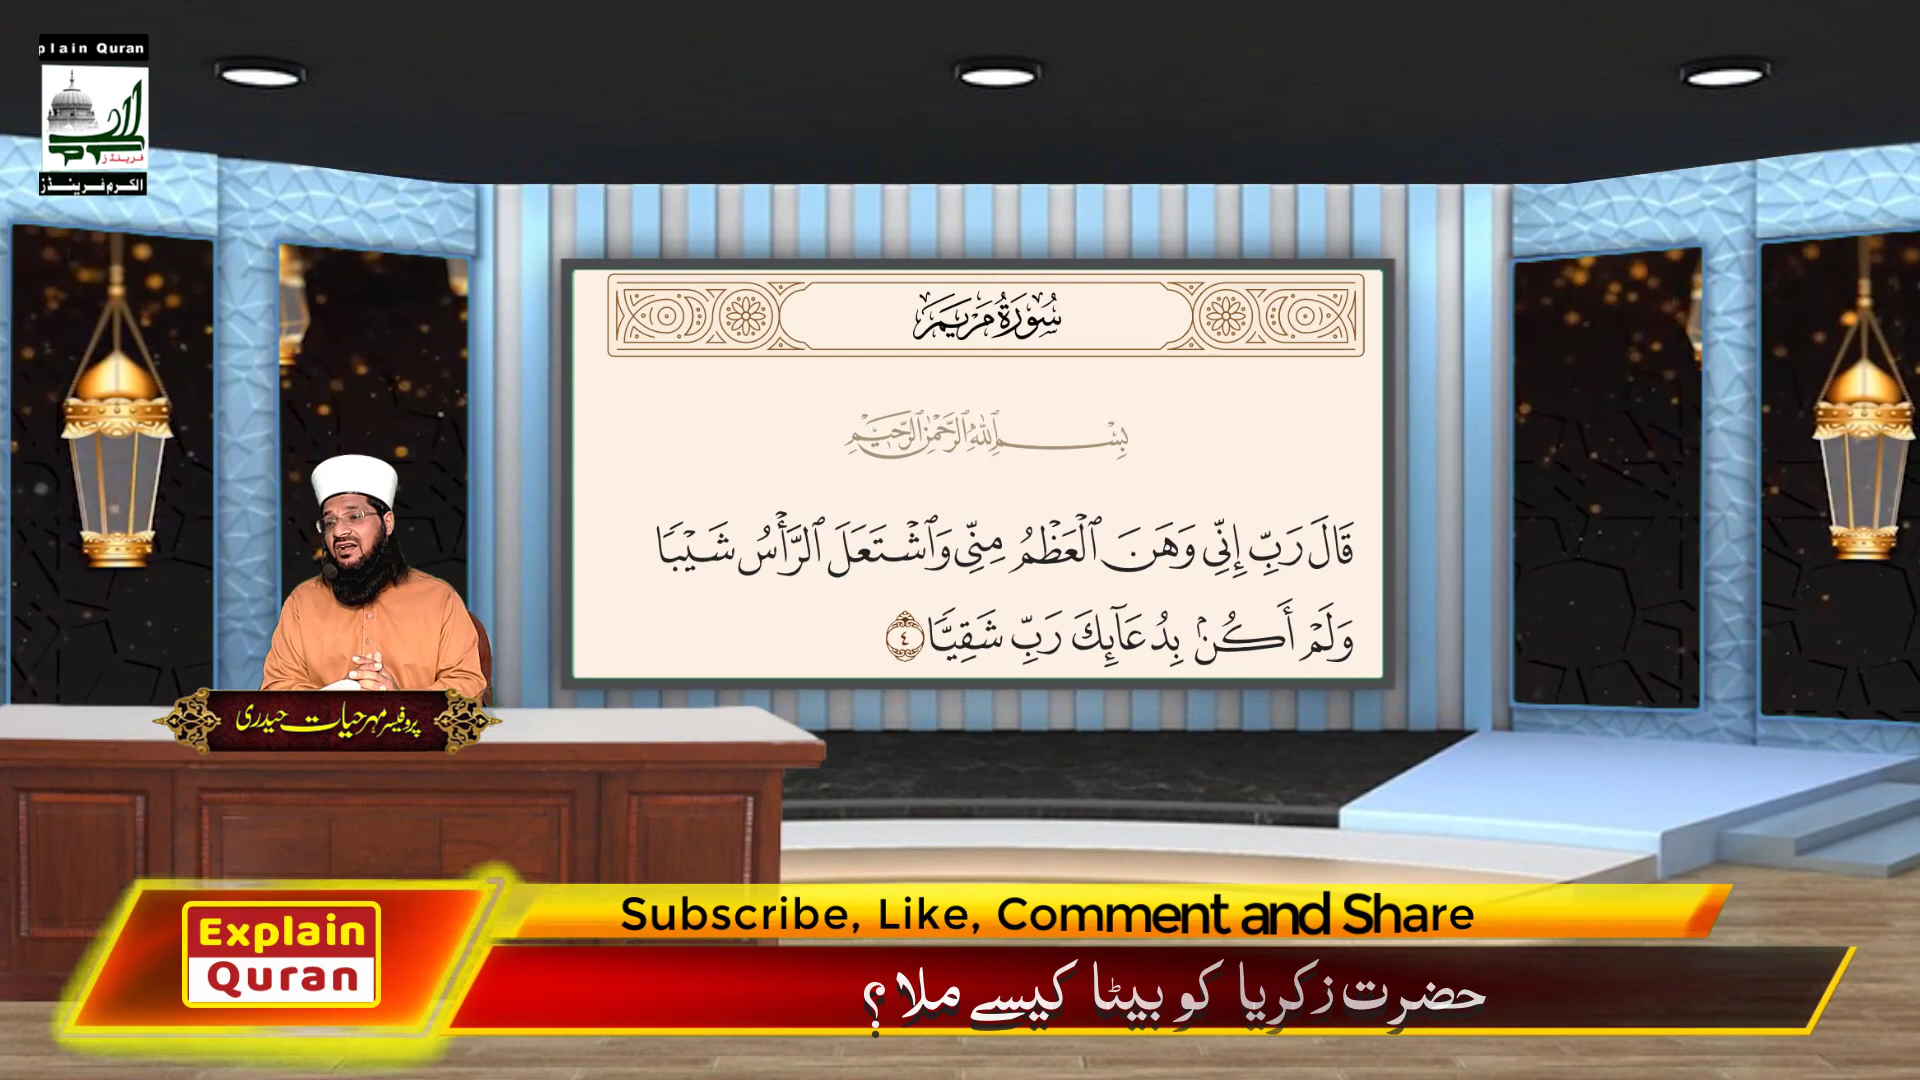 plain Quran
فرینڈز
الکرم فرینڈز
سُورَةُ مَرْيَمَ
بِسْمِ ٱللَّهِ ٱلرَّحْمَٰنِ ٱلرَّحِيمِ
قَالَ رَبِّ إِنِّي وَهَنَ ٱلْعَظْمُ مِنِّي وَٱشْتَعَلَ ٱلرَّأْسُ شَيْبًا
وَلَمْ أَكُنۢ بِدُعَآئِكَ رَبِّ شَقِيًّا ٤
پروفیسر مہر حیات حیدری
Subscribe, Like, Comment and Share
Explain
Quran
حضرت زکریا کو بیٹا کیسے ملا ؟